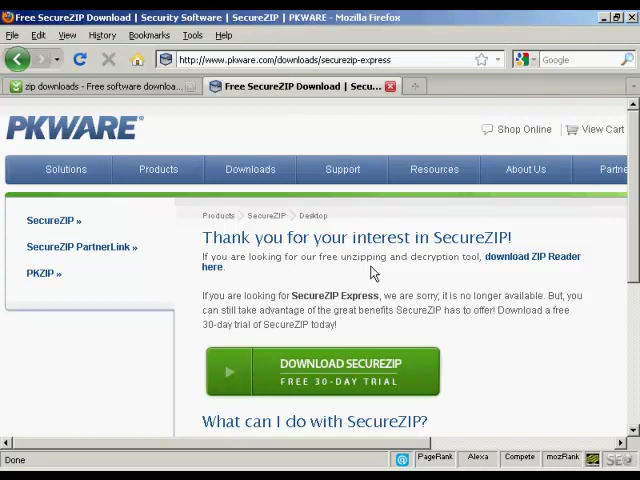 Free SecureZIP Download | Security Software | SecureZIP | PKWARE - Mozilla Firefox
File Edit View History Bookmarks Tools Help
http://www.pkware.com/downloads/securezip-express
Google
zip downloads - Free software downloa...
Free SecureZIP Download | Secu...
PKWARE®
Shop Online
View Cart
Solutions Products Downloads Support Resources About Us Partne
SecureZIP »
SecureZIP PartnerLink »
PKZIP »
Products SecureZIP Desktop
Thank you for your interest in SecureZIP!
If you are looking for our free unzipping and decryption tool, download ZIP Reader
here.
If you are looking for SecureZIP Express, we are sorry, it is no longer available. But, you
can still take advantage of the great benefits SecureZIP has to offer! Download a free
30-day trial of SecureZIP today!
DOWNLOAD SECUREZIP
FREE 30-DAY TRIAL
What can I do with SecureZIP?
Done
PageRank Alexa Compete mozRank